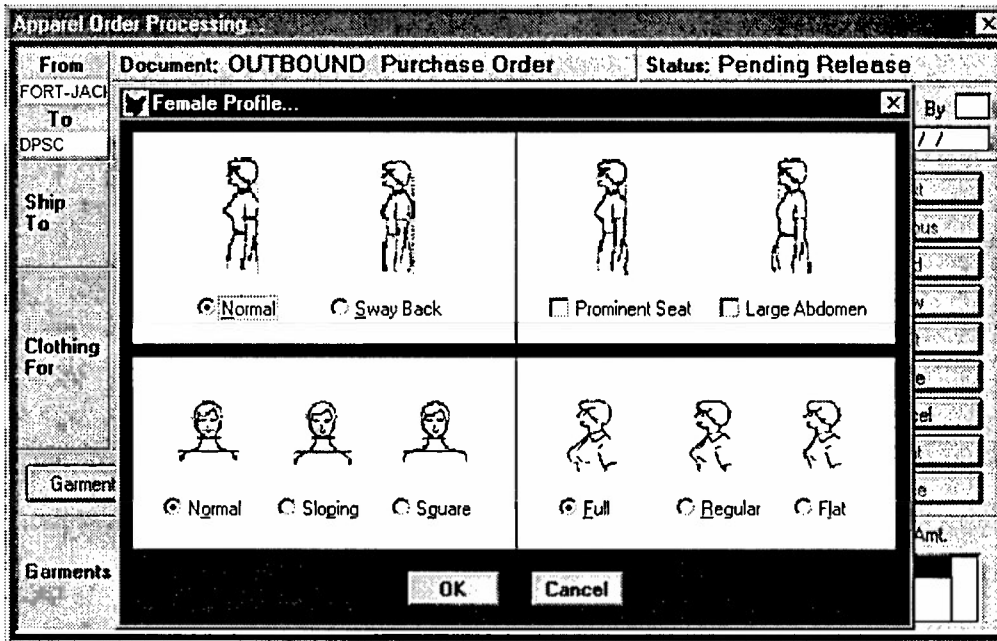 Apparel Order Processing...
From
Document: OUTBOUND Purchase Order
Status: Pending Release
FORT-JACK
To
DPSC
By
/ /
Female Profile...
Ship
To
Normal
Sway Back
Prominent Seat
Large Abdomen
Clothing
For
Normal
Sloping
Square
Full
Regular
Flat
Garment
Amt.
Garments
OK
Cancel